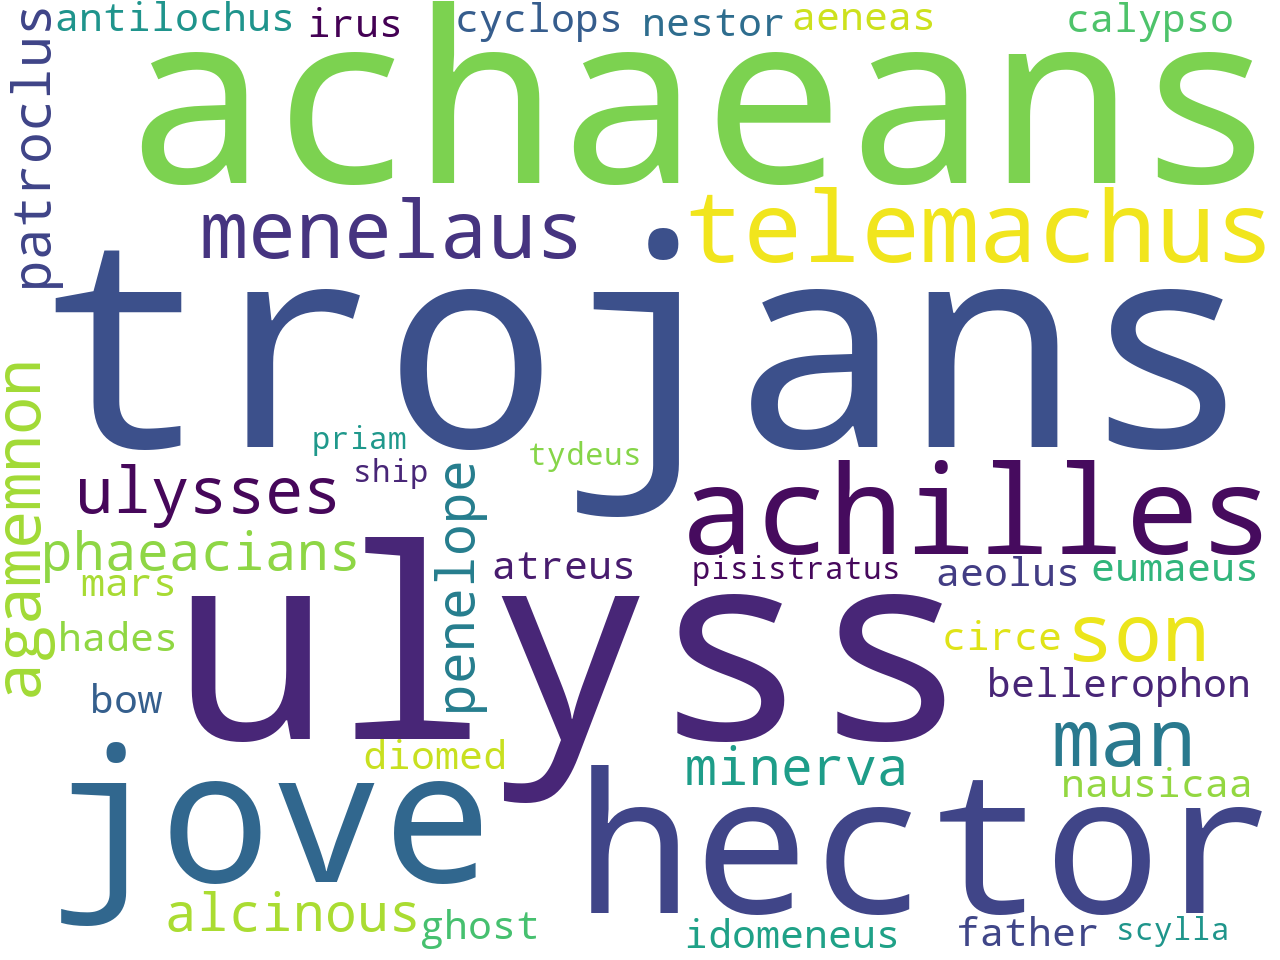 patroclus
antilochus
irus
cyclops
nestor
aeneas
calypso
achaeans
menelaus
telemachus
trojans
agamemnon
priam
tydeus
ship
ulysses
penelope
achilles
phaeacians
atreus
pisistratus
aeolus
eumaeus
mars
ulyss
hades
circe
son
bow
bellerophon
diomed
minerva
man
nausicaa
jove
hector
alcinous
ghost
idomeneus
father
scylla